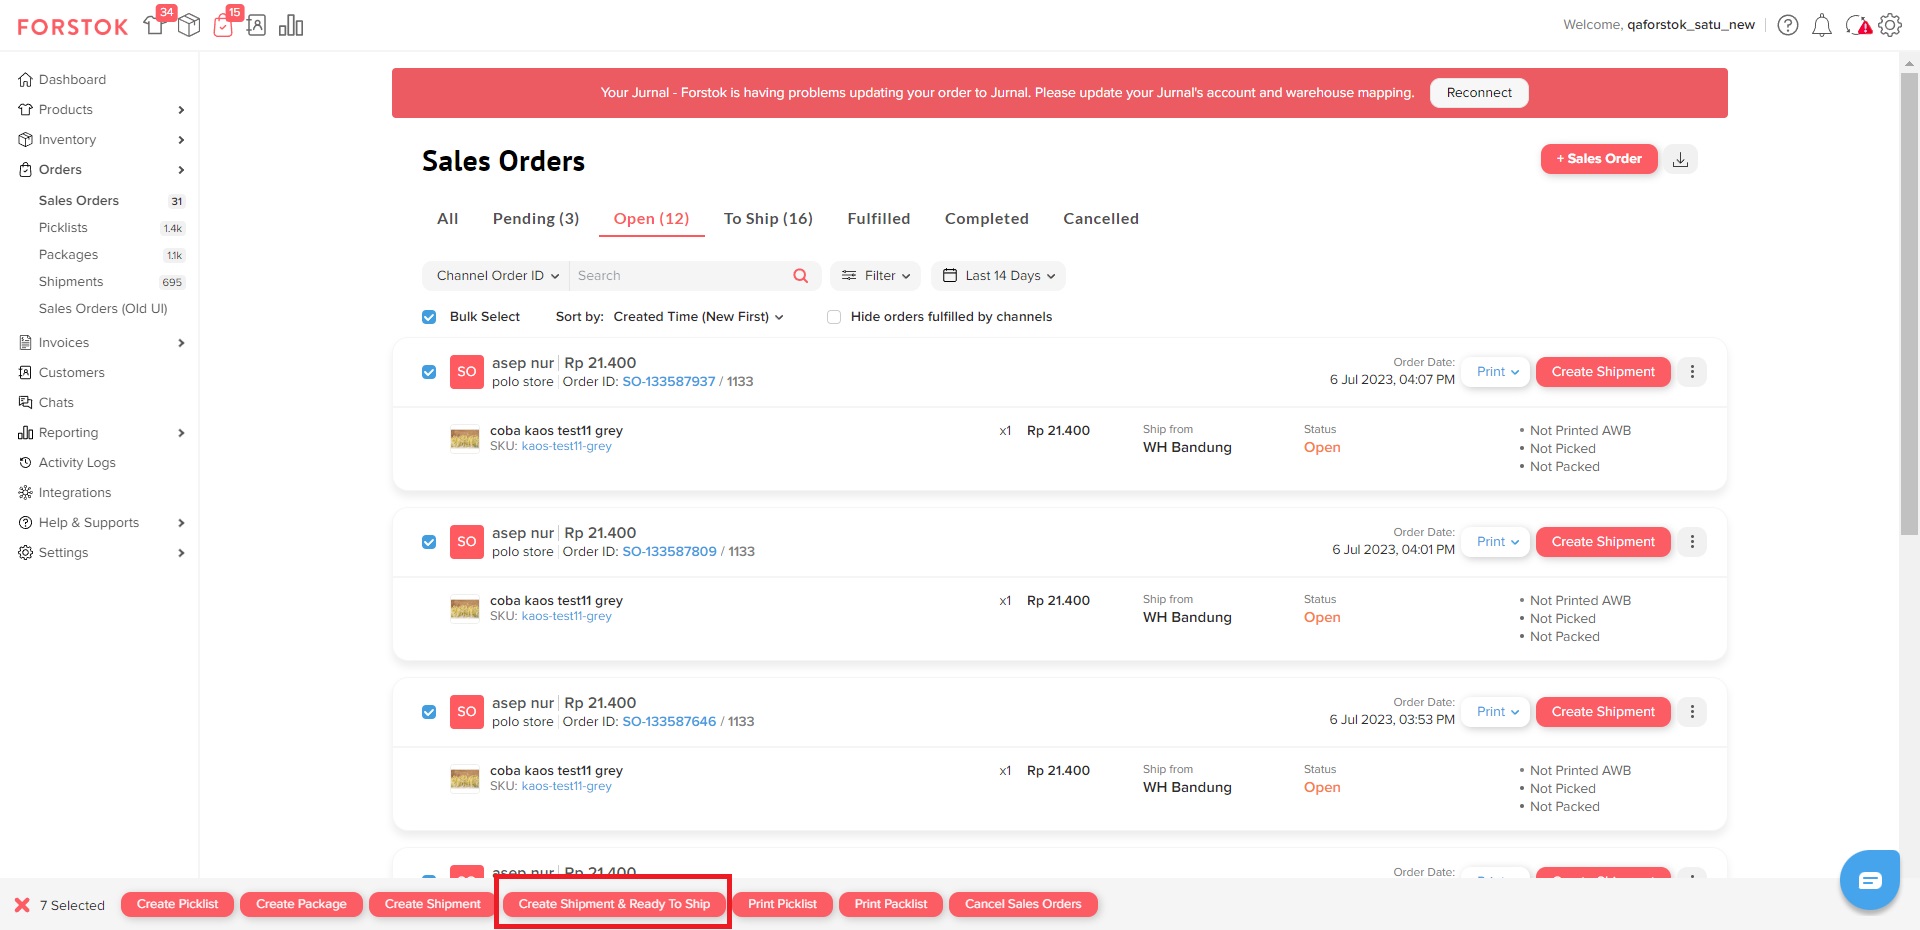 FORSTOK
34
15
Welcome, qaforstok_satu_new
Dashboard
Products
Inventory
Orders
Sales Orders 31
Picklists 1.4k
Packages 1.1k
Shipments 695
Sales Orders (Old UI)
Invoices
Customers
Chats
Reporting
Activity Logs
Integrations
Help & Supports
Settings
Your Jurnal - Forstok is having problems updating your order to Jurnal. Please update your Jurnal's account and warehouse mapping. Reconnect
Sales Orders
+ Sales Order
All Pending (3) Open (12) To Ship (16) Fulfilled Completed Cancelled
Channel Order ID Search Filter Last 14 Days
Bulk Select Sort by: Created Time (New First) Hide orders fulfilled by channels
SO
asep nur Rp 21.400
polo store Order ID: SO-133587937 / 1133
Order Date:
6 Jul 2023, 04:07 PM
Print Create Shipment
coba kaos test11 grey
SKU: kaos-test11-grey
x1 Rp 21.400
Ship from
WH Bandung
Status
Open
• Not Printed AWB
• Not Picked
• Not Packed
SO
asep nur Rp 21.400
polo store Order ID: SO-133587809 / 1133
Order Date:
6 Jul 2023, 04:01 PM
Print Create Shipment
coba kaos test11 grey
SKU: kaos-test11-grey
x1 Rp 21.400
Ship from
WH Bandung
Status
Open
• Not Printed AWB
• Not Picked
• Not Packed
SO
asep nur Rp 21.400
polo store Order ID: SO-133587646 / 1133
Order Date:
6 Jul 2023, 03:53 PM
Print Create Shipment
coba kaos test11 grey
SKU: kaos-test11-grey
x1 Rp 21.400
Ship from
WH Bandung
Status
Open
• Not Printed AWB
• Not Picked
• Not Packed
asep nur Rp 21.400
Order Date:
7 Selected Create Picklist Create Package Create Shipment Create Shipment & Ready To Ship Print Picklist Print Packlist Cancel Sales Orders